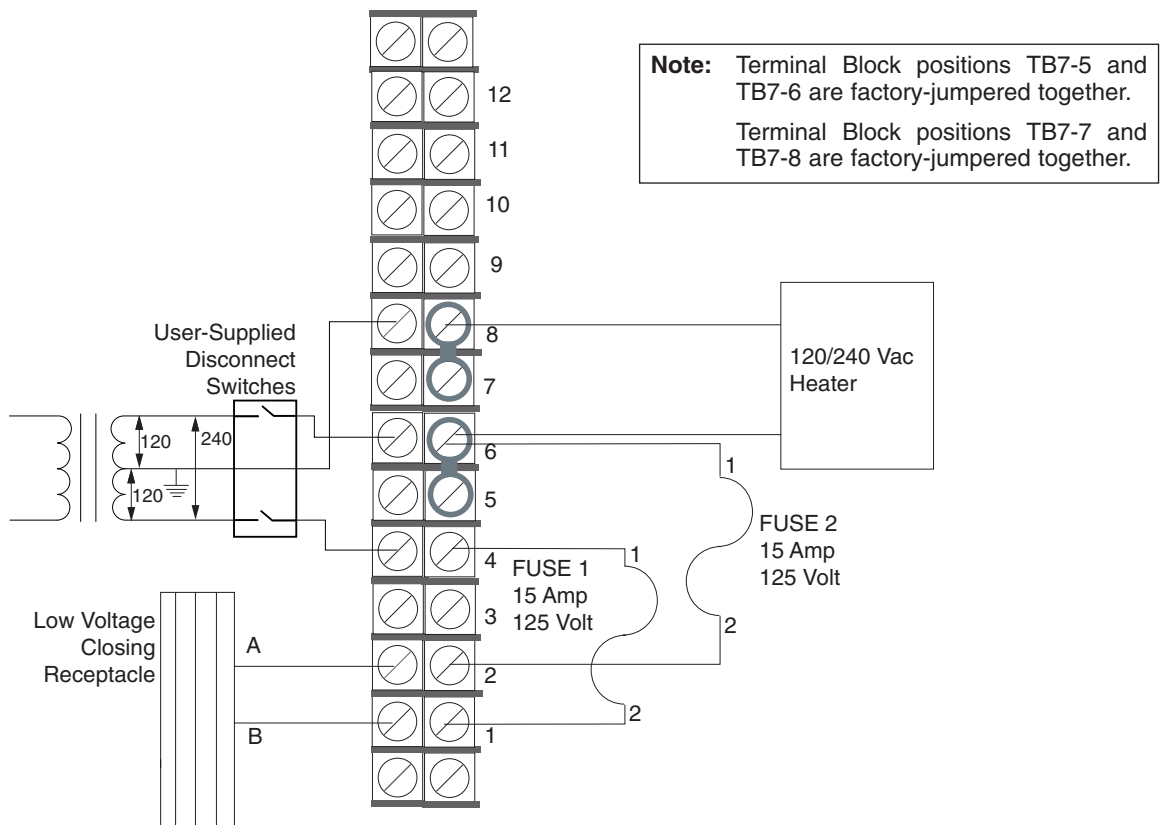 Note: Terminal Block positions TB7-5 and
TB7-6 are factory-jumpered together.
Terminal Block positions TB7-7 and
TB7-8 are factory-jumpered together.
12
11
10
9
8
7
6
5
4
3
2
1
User-Supplied
Disconnect
Switches
120
240
120
120/240 Vac
Heater
1
FUSE 2
15 Amp
125 Volt
2
1
FUSE 1
15 Amp
125 Volt
2
Low Voltage
Closing
Receptacle
A
B